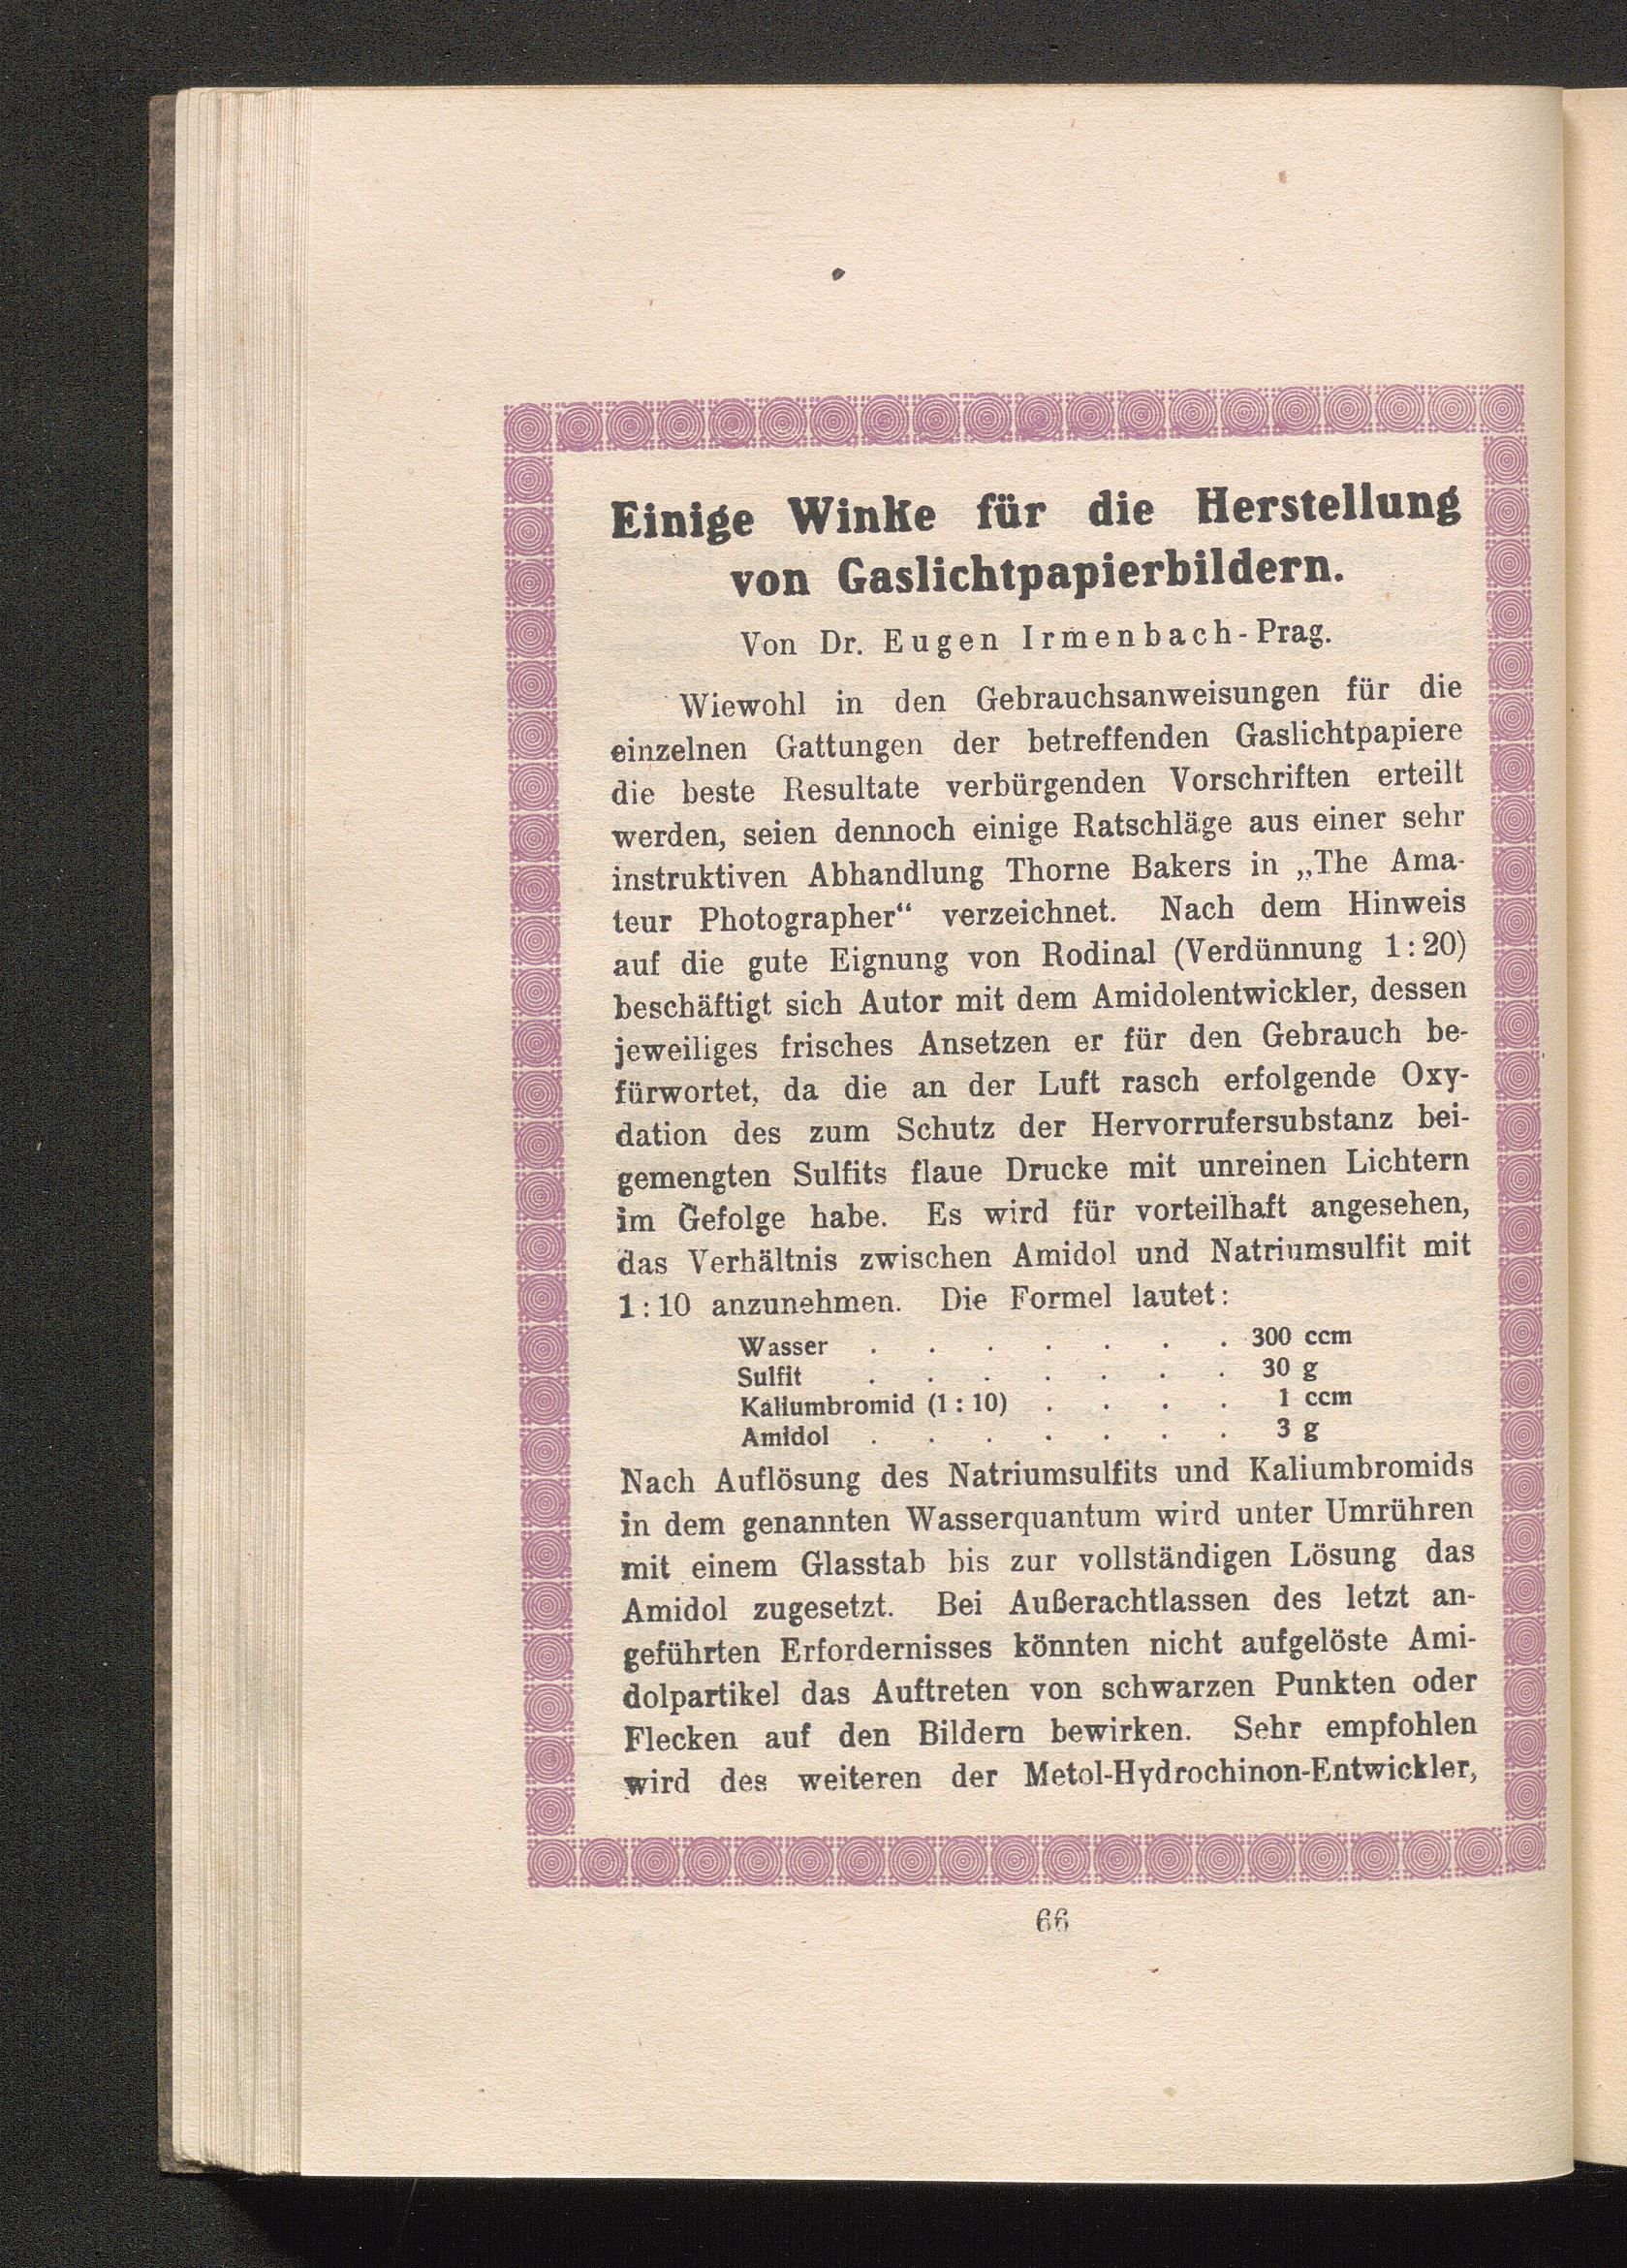 Einige Winke für die Herstellung
von Gaslichtpapierbildern.
Von Dr. Eugen Irmenbach-Prag.
Wiewohl in den Gebrauchsanweisungen für die
einzelnen Gattungen der betreffenden Gaslichtpapiere
die beste Resultate verbürgenden Vorschriften erteilt
werden, seien dennoch einige Ratschläge aus einer sehr
instruktiven Abhandlung Thorne Bakers in „The Ama-
teur Photographer“ verzeichnet. Nach dem Hinweis
auf die gute Eignung von Rodinal (Verdünnung 1:20)
beschäftigt sich Autor mit dem Amidolentwickler, dessen
jeweiliges frisches Ansetzen er für den Gebrauch be-
fürwortet, da die an der Luft rasch erfolgende Oxy-
dation des zum Schutz der Hervorrufersubstanz bei-
gemengten Sulfits flaue Drucke mit unreinen Lichtern
im Gefolge habe. Es wird für vorteilhaft angesehen,
das Verhältnis zwischen Amidol und Natriumsulfit mit
1:10 anzunehmen. Die Formel lautet:
Wasser . . . . . . . 300 ccm
Sulfit . . . . . . . 30 g
Kaliumbromid (1 : 10) . . . . 1 ccm
Amidol . . . . . . . 3 g
Nach Auflösung des Natriumsulfits und Kaliumbromids
in dem genannten Wasserquantum wird unter Umrühren
mit einem Glasstab bis zur vollständigen Lösung das
Amidol zugesetzt. Bei Außerachtlassen des letzt an-
geführten Erfordernisses könnten nicht aufgelöste Ami-
dolpartikel das Auftreten von schwarzen Punkten oder
Flecken auf den Bildern bewirken. Sehr empfohlen
wird des weiteren der Metol-Hydrochinon-Entwickler,
66